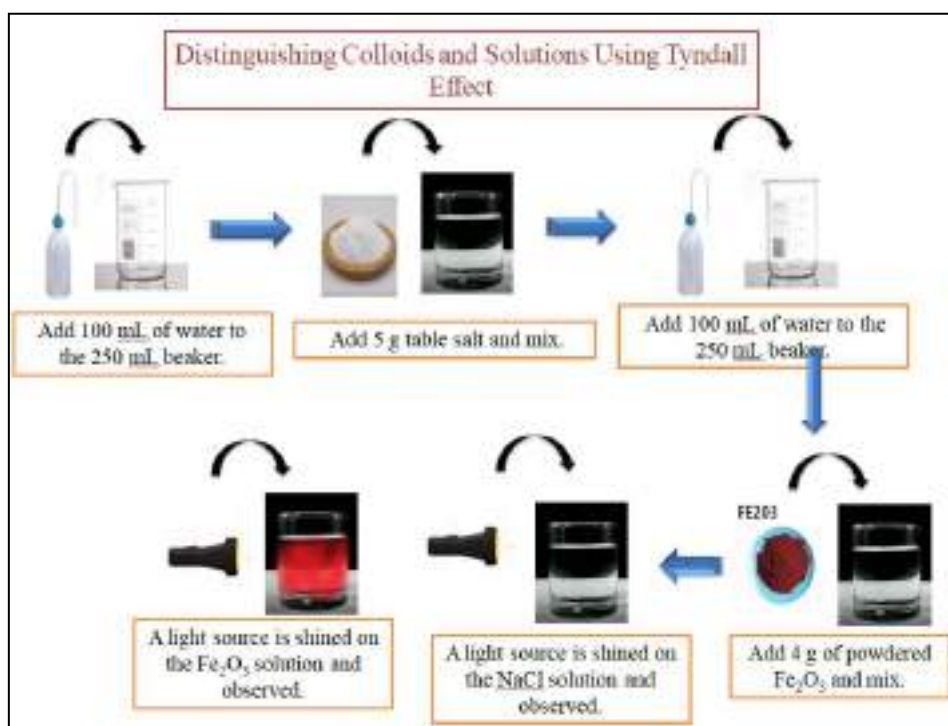 Distinguishing Colloids and Solutions Using Tyndall
Effect
Add 100 mL of water to
the 250 mL beaker.
Add 5 g table salt and mix.
Add 100 mL of water to the
250 mL beaker.
FE2O3
Add 4 g of powdered
Fe₂O₃ and mix.
A light source is shined on
the NaCl solution and
observed.
A light source is shined on
the Fe₂O₃ solution and
observed.